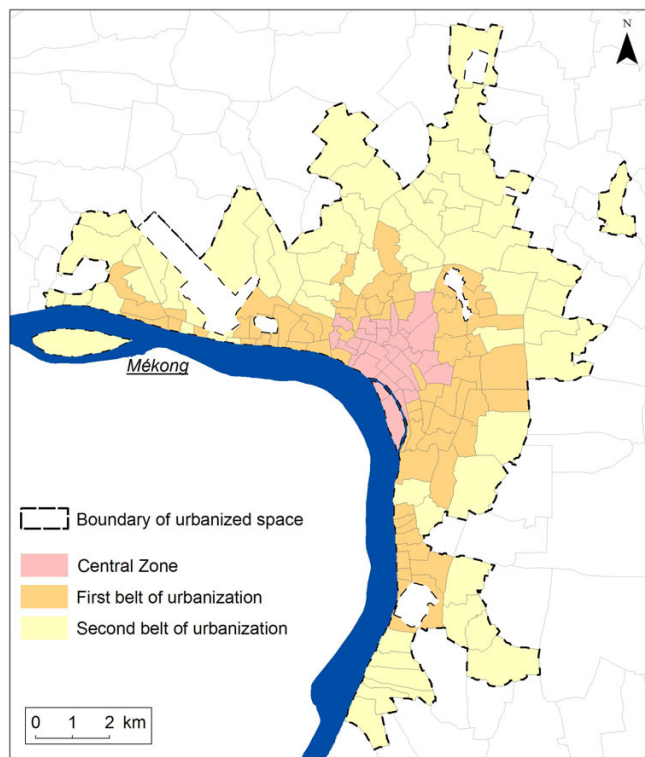 N
Mékong
Boundary of urbanized space
Central Zone
First belt of urbanization
Second belt of urbanization
0 1 2 km